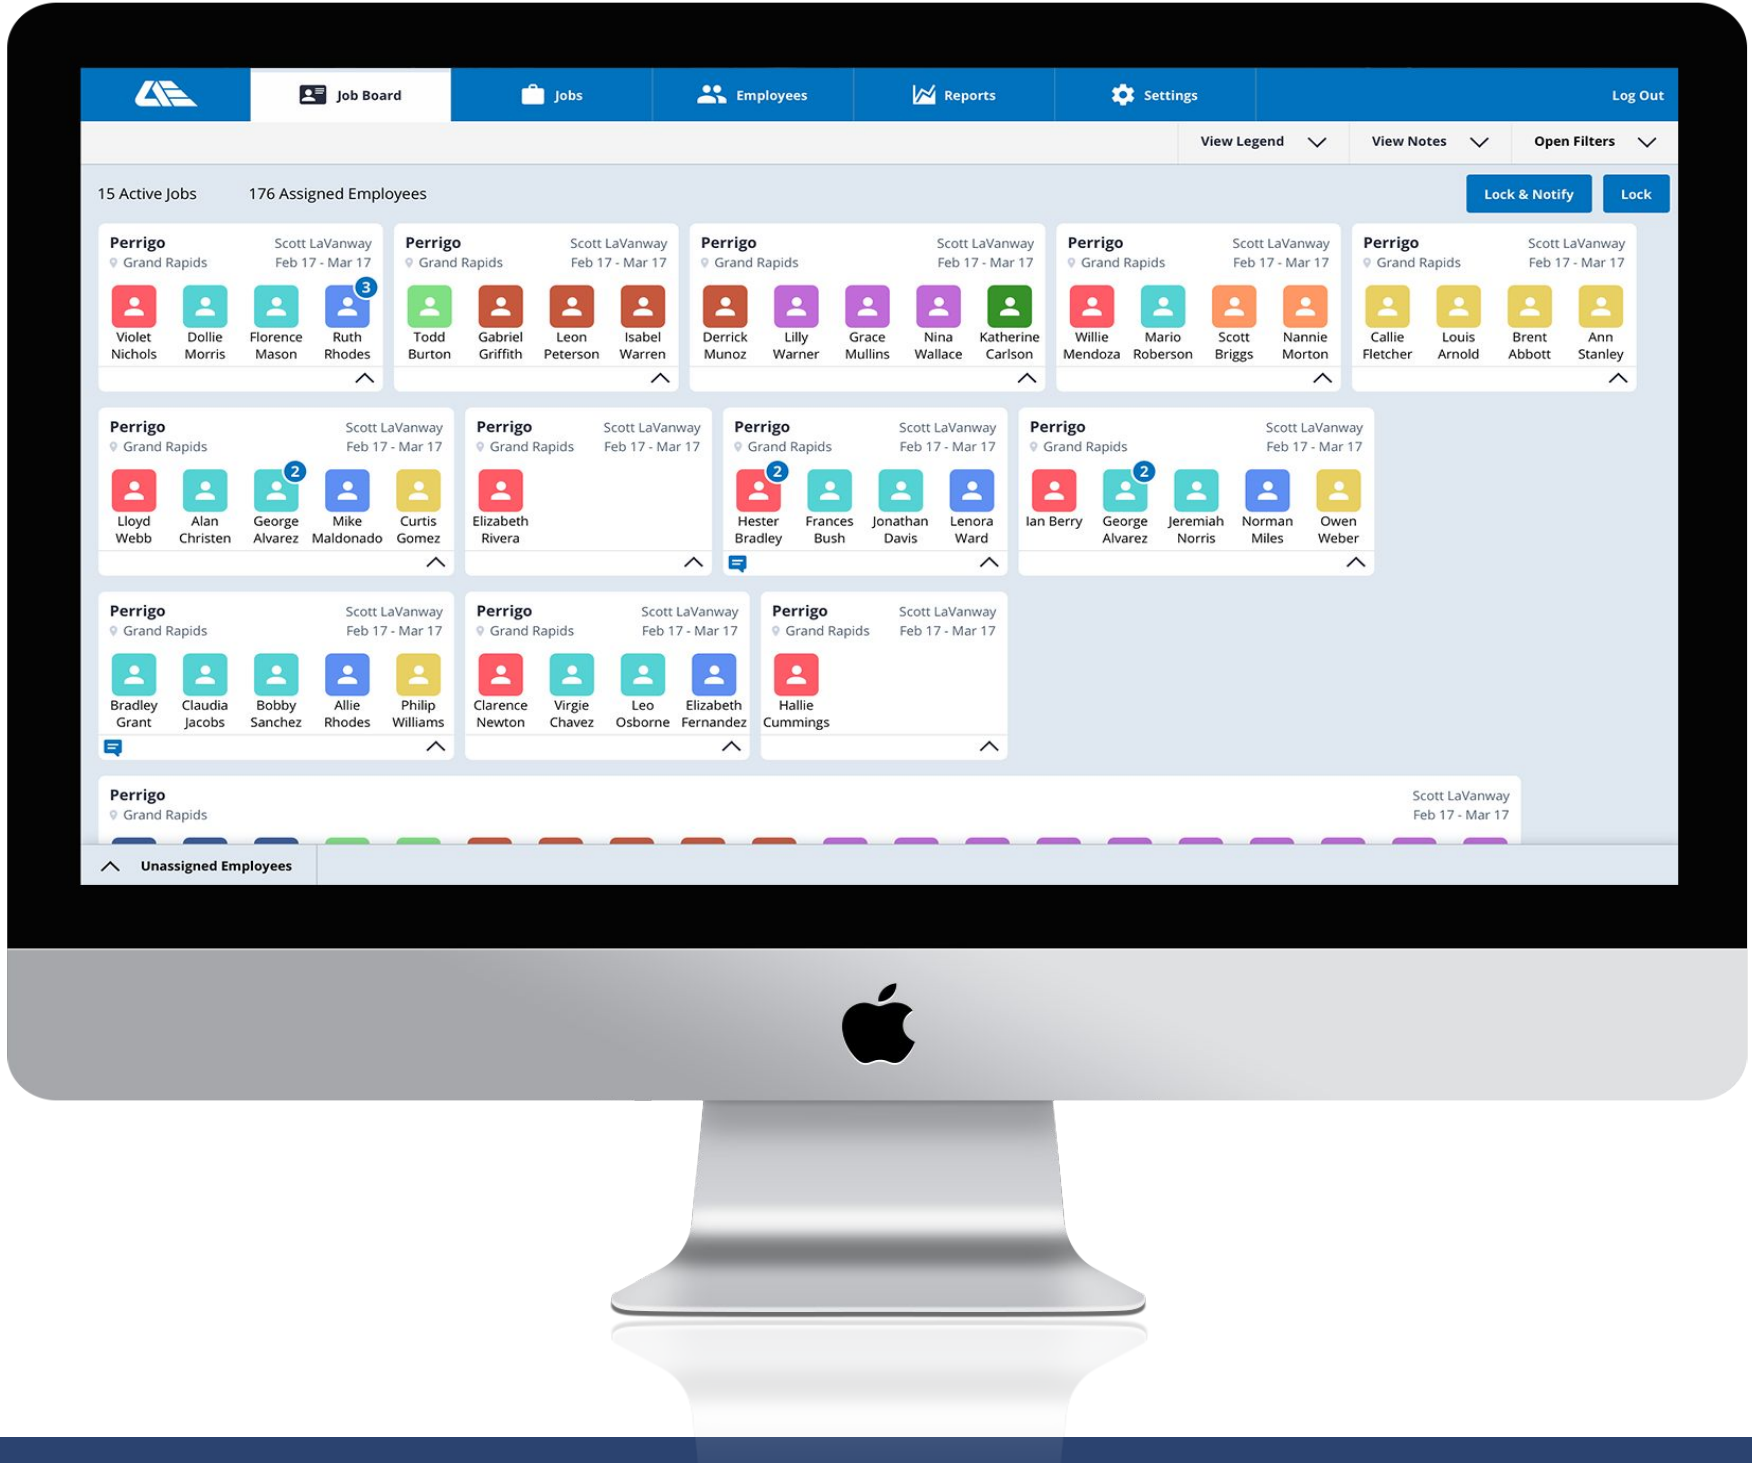 Job Board
Jobs
Employees
Reports
Settings
Log Out
View Legend
View Notes
Open Filters
15 Active Jobs
176 Assigned Employees
Lock & Notify
Lock
Perrigo
Scott LaVanway
Grand Rapids
Feb 17 - Mar 17
3
Violet Nichols
Dollie Morris
Florence Mason
Ruth Rhodes
Perrigo
Scott LaVanway
Grand Rapids
Feb 17 - Mar 17
Todd Burton
Gabriel Griffith
Leon Peterson
Isabel Warren
Perrigo
Scott LaVanway
Grand Rapids
Feb 17 - Mar 17
Derrick Munoz
Lilly Warner
Grace Mullins
Nina Wallace
Katherine Carlson
Perrigo
Scott LaVanway
Grand Rapids
Feb 17 - Mar 17
Willie Mendoza
Mario Roberson
Scott Briggs
Nannie Morton
Perrigo
Scott LaVanway
Grand Rapids
Feb 17 - Mar 17
Callie Fletcher
Louis Arnold
Brent Abbott
Ann Stanley
Perrigo
Scott LaVanway
Grand Rapids
Feb 17 - Mar 17
2
Lloyd Webb
Alan Christen
George Alvarez
Mike Maldonado
Curtis Gomez
Perrigo
Scott LaVanway
Grand Rapids
Feb 17 - Mar 17
Elizabeth Rivera
Perrigo
Scott LaVanway
Grand Rapids
Feb 17 - Mar 17
2
Hester Bradley
Frances Bush
Jonathan Davis
Lenora Ward
Perrigo
Scott LaVanway
Grand Rapids
Feb 17 - Mar 17
2
Ian Berry
George Alvarez
Jeremiah Norris
Norman Miles
Owen Weber
Perrigo
Scott LaVanway
Grand Rapids
Feb 17 - Mar 17
Bradley Grant
Claudia Jacobs
Bobby Sanchez
Allie Rhodes
Philip Williams
Perrigo
Scott LaVanway
Grand Rapids
Feb 17 - Mar 17
Clarence Newton
Virgie Chavez
Leo Osborne
Elizabeth Fernandez
Perrigo
Scott LaVanway
Grand Rapids
Feb 17 - Mar 17
Hallie Cummings
Perrigo
Scott LaVanway
Grand Rapids
Feb 17 - Mar 17
Unassigned Employees